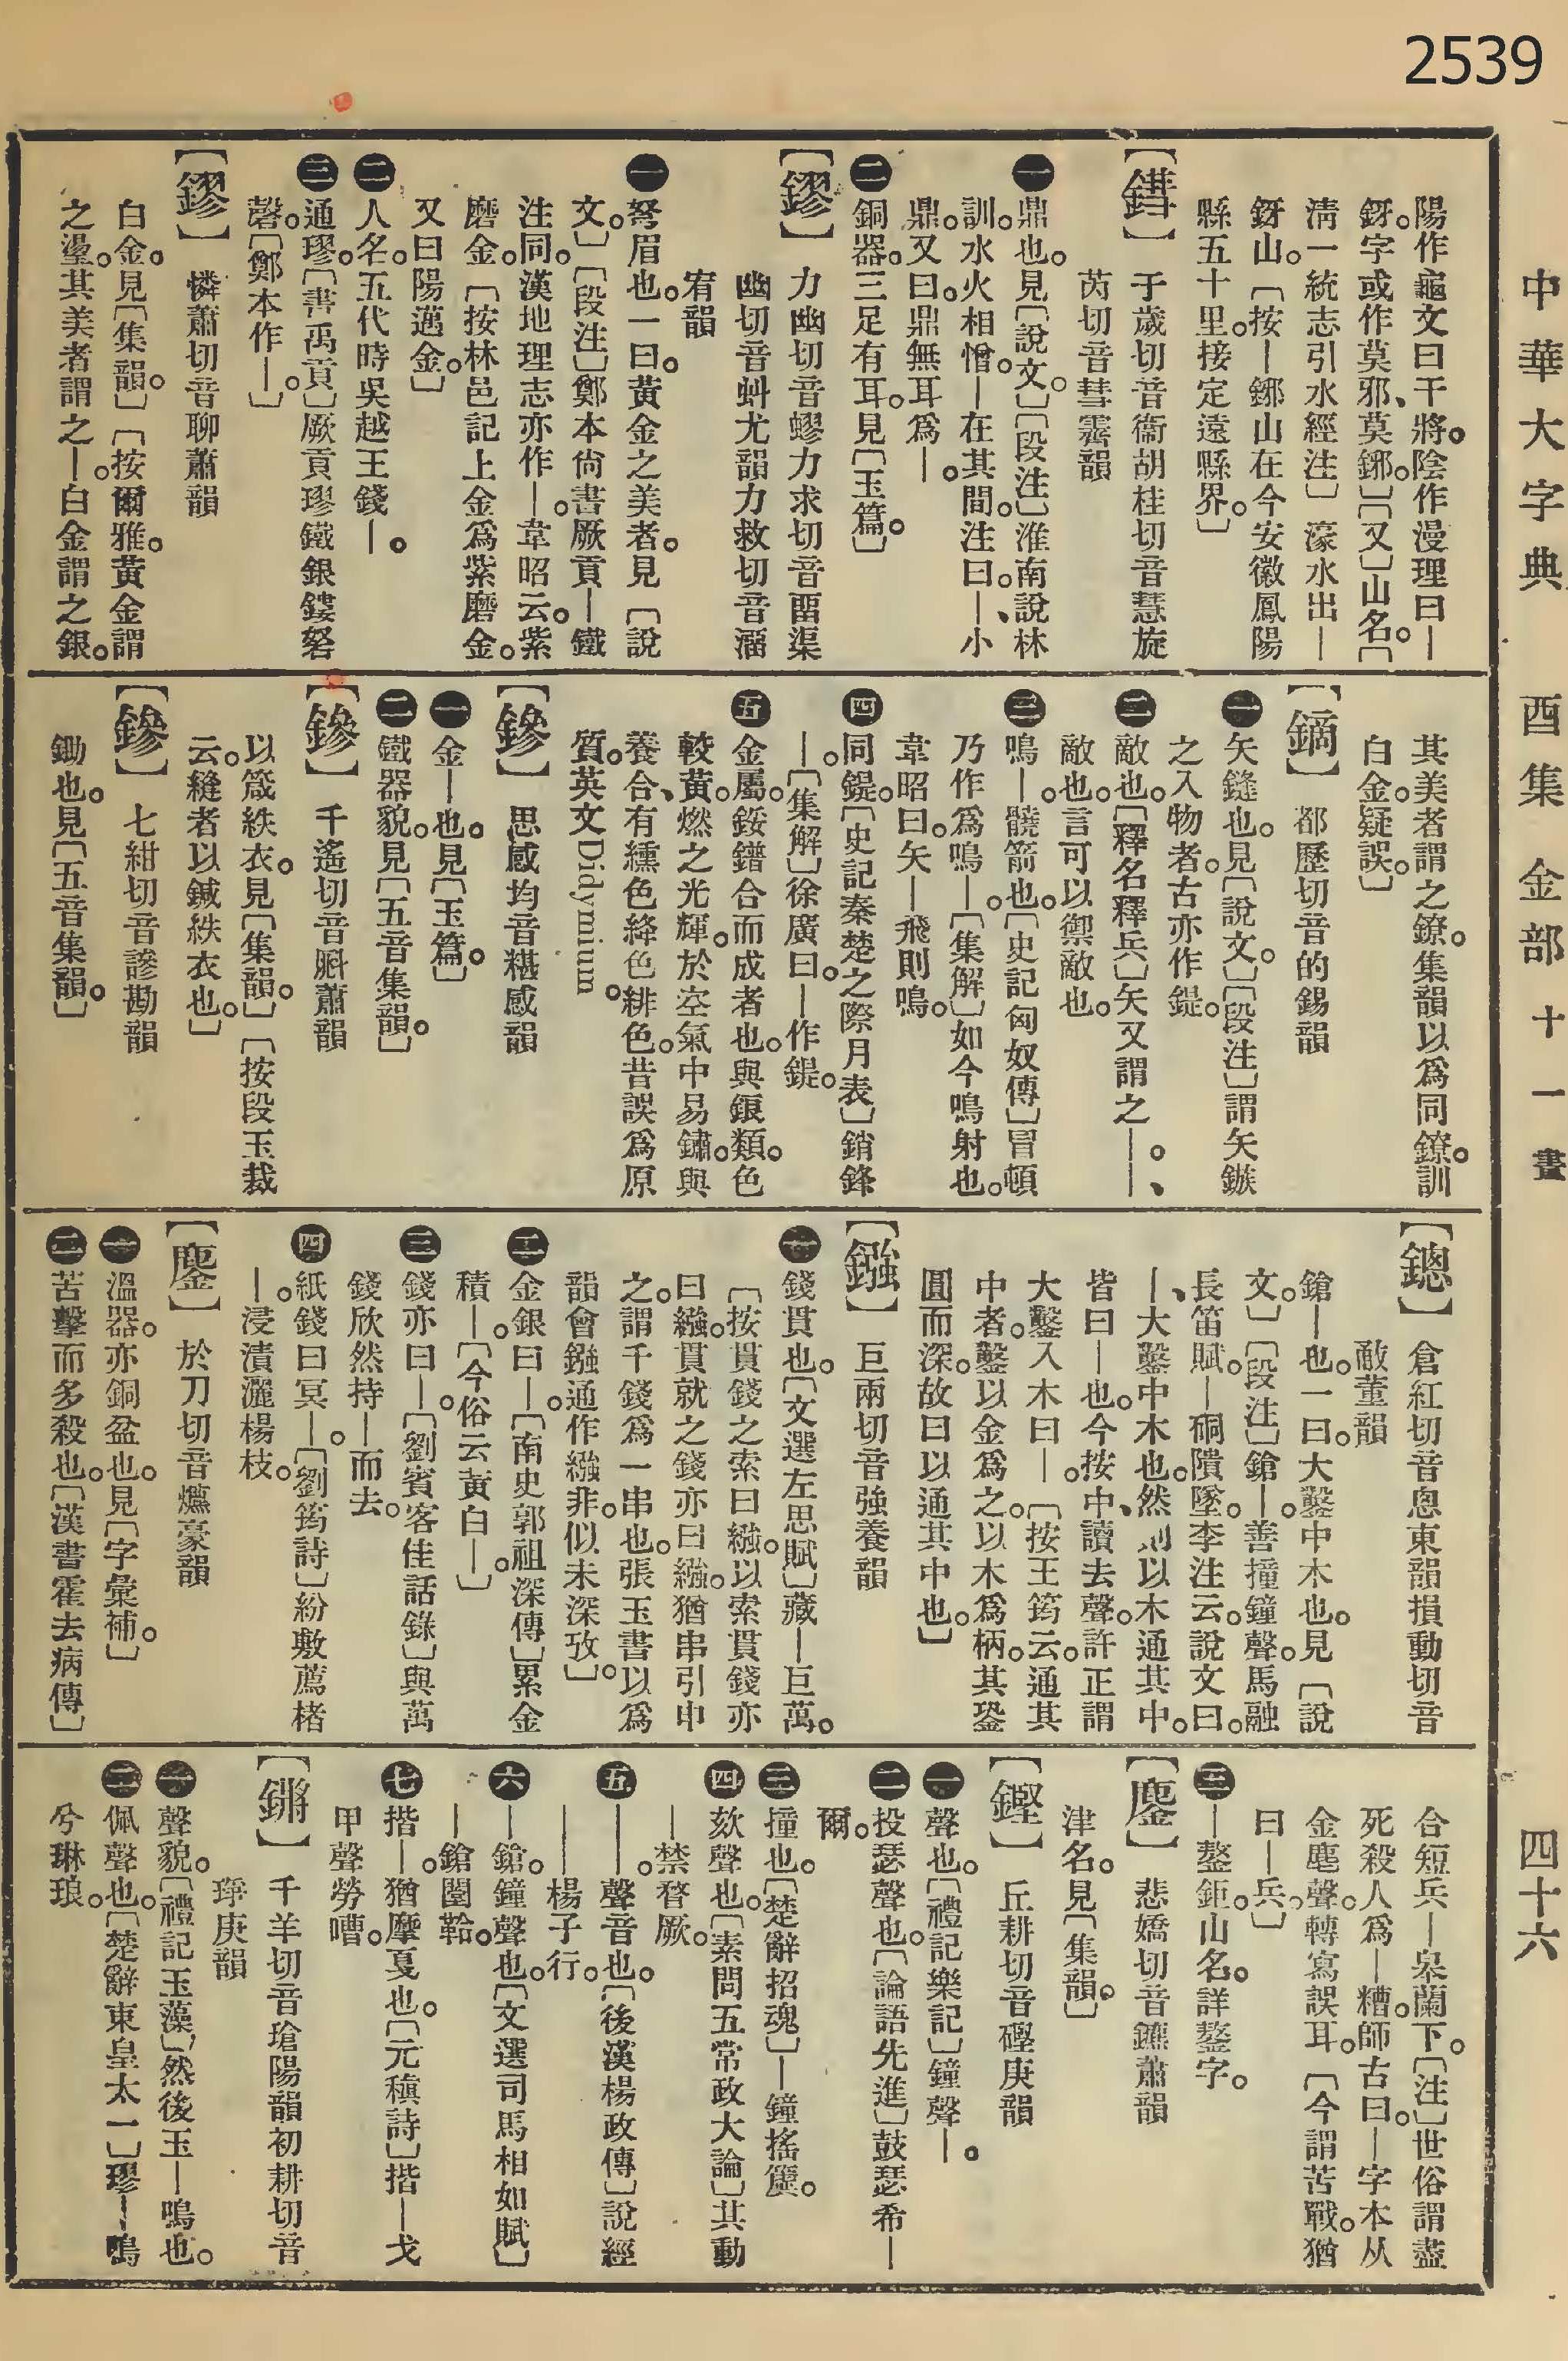 2539
中華大字典　酉集　金部　十一畫　四十六
陽作龜文曰干將陰作漫理曰—
釾字或作莫邪、莫鎁。〕〔又〕山名。〔
淸一統志引水經注〕濠水出—
釾山。〔按—鎁山在今安徽鳳陽
縣五十里。接定遠縣界。〕
【鏏】于歲切音衞胡桂切音慧旋
芮切音彗霽韻
㊀鼎也。見〔說文。〕〔段注〕淮南說林
訓。水火相憎。—在其間。注曰。—、小
鼎。又曰。鼎無耳爲—。
㊁銅器。三足有耳。見〔玉篇。〕
【鏐】力幽切音蟉力求切音畱渠
幽切音蚪尤韻力救切音溜
宥韻
㊀弩眉也。一曰。黃金之美者。見〔說
文。〕〔段注〕鄭本尙書厥貢—鐵
注同。漢地理志亦作—。韋昭云。紫
磨金。〔按林邑記上金爲紫磨金。
又曰陽邁金。〕
㊁人名。五代時吳越王錢—。
㊂通璆。〔書禹貢〕厥貢璆鐵銀鏤砮
磬。〔鄭本作—。〕
【鏐】憐蕭切音聊蕭韻
白金。見〔集韻。〕〔按爾雅。黃金謂
之璗。其美者謂之—。白金謂之銀。
其美者謂之鐐。集韻以爲同鐐。訓
白金。疑誤。〕
【鏑】都歷切音的錫韻
㊀矢鏠也。見〔說文。〕〔段注〕謂矢鏃
之入物者。古亦作鍉。
㊁敵也。〔釋名釋兵〕矢又謂之—。—、
敵也。言可以禦敵也。
㊂鳴—。髐箭也。〔史記匈奴傳〕冒頓
乃作爲鳴—。〔集解〕如今鳴射也。
韋昭曰。矢—飛則鳴。
㊃同鍉。〔史記秦楚之際月表〕銷鋒
—。〔集解〕徐廣曰。—作鍉。
㊄金屬。銨鐠合而成者也。與鋃類。色
較黃。燃之光輝。於空氣中易鏽。與
養合、有纁色絳色緋色。昔誤爲原
質。英文Didymium。
【鏒】思感均音糂感韻
㊀金—也。見〔玉篇。〕
㊁鐵器貌。見〔五音集韻。〕
【鏒】千遙切音鄡蕭韻
以箴紩衣。見〔集韻。〕〔按段玉裁
云。縫者以鍼紩衣也。〕
【鏒】七紺切音謲勘韻
鋤也。見〔五音集韻。〕
【鏓】倉紅切音悤東韻損動切音
敵董韻
鎗—也。一曰。大鑿中木也。見〔說
文。〕〔段注〕鎗—。善撞鐘聲。馬融
長笛賦。—硐隤墜。李注云。說文曰。
—、大鑿中木也。然則以木通其中。
皆曰—也。今按中、讀去聲。許正謂
大鑿入木曰—。〔按王筠云。通其
中者。鑿以金爲之。以木爲柄。其銎
圓而深。故曰以通其中也。〕
【鏹】巨兩切音強養韻
㊀錢貫也。〔文選左思賦〕藏—巨萬。
〔按貫錢之索曰繦。以索貫錢亦
曰繦。貫就之錢亦曰繦。猶串引申
之。謂千錢爲一串也。張玉書以爲
韻會鏹通作繦非。似未深攷。〕
㊁金銀曰—。〔南史郭祖深傳〕累金
積—。〔今俗云黃白—。〕
㊂錢亦曰—。〔劉賓客佳話錄〕與萬
錢欣然持—而去。
㊃紙錢曰冥—。〔劉筠詩〕紛敷薦楮
—。浸漬灑楊枝。
【鏖】於刀切音爊豪韻
㊀溫器。亦銅盆也。見〔字彙補。〕
㊁苦擊而多殺也。〔漢書霍去病傳〕
合短兵—皋蘭下。〔注〕世俗謂盡
死殺人爲—糟。師古曰。—字本从
金麀聲。轉寫誤耳。〔今謂苦戰。猶
曰—兵。〕
㊂—鏊鉅。山名。詳鏊字。
【鏖】悲嬌切音鑣蕭韻
津名。見〔集韻。〕
【鏗】丘耕切音硜庚韻
㊀聲也。〔禮記樂記〕鐘聲—。
㊁投瑟聲也。〔論語先進〕鼓瑟希—
爾。
㊂撞也。〔楚辭招魂〕—鐘搖簴。
㊃欬聲也。〔素問五常政大論〕其動
—禁瞀厥。
㊄——。聲音也。〔後漢楊政傳〕說經
——楊子行。
㊅—鎗。鐘聲也。〔文選司馬相如賦〕
—鎗闛鞈。
㊆揩—。猶摩戛也。〔元稹詩〕揩—戈
甲聲勞嘈。
【鏘】千羊切音瑲陽韻初耕切音
琤庚韻
㊀聲貌。〔禮記玉藻〕然後玉—鳴也。
㊁佩聲也。〔楚辭東皇太一〕璆—鳴
兮琳琅。